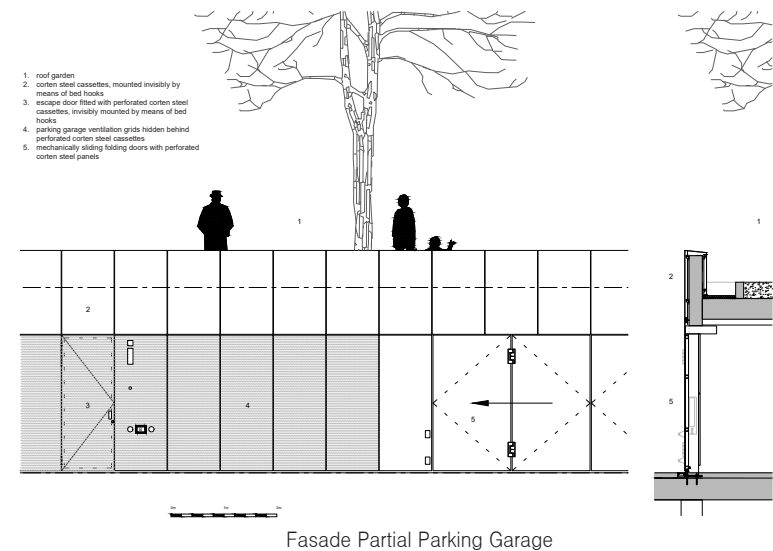 1. roof garden
2. corten steel cassettes, mounted invisibly by
means of bed hooks
3. escape door fitted with perforated corten steel
cassettes, invisibly mounted by means of bed
hooks
4. parking garage ventilation grids hidden behind
perforated corten steel cassettes
5. mechanically sliding folding doors with perforated
corten steel panels
1
1
2
2
3
4
5
5
0m 1m 2m
Fasade Partial Parking Garage